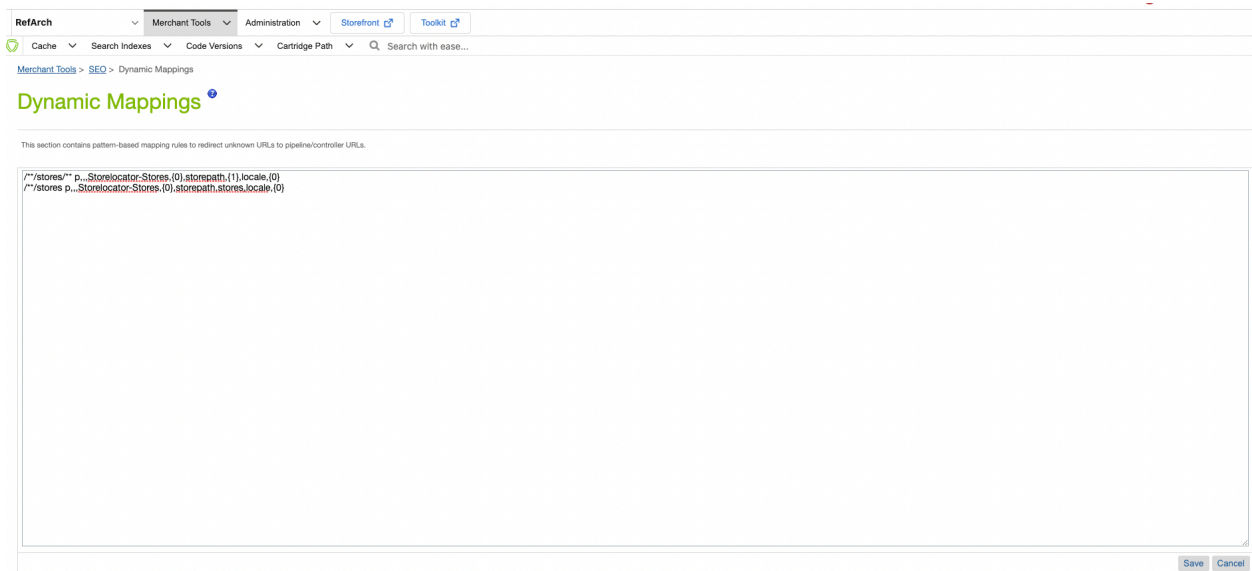 RefArch Merchant Tools Administration Storefront Toolkit
Cache Search Indexes Code Versions Cartridge Path Search with ease...
Merchant Tools > SEO > Dynamic Mappings
Dynamic Mappings ?
This section contains pattern-based mapping rules to redirect unknown URLs to pipeline/controller URLs.
/**/stores/** p,,,Storelocator-Stores,{0},storepath,{1},locale,{0}
/**/stores p,,,Storelocator-Stores,{0},storepath,stores,locale,{0}
Save Cancel